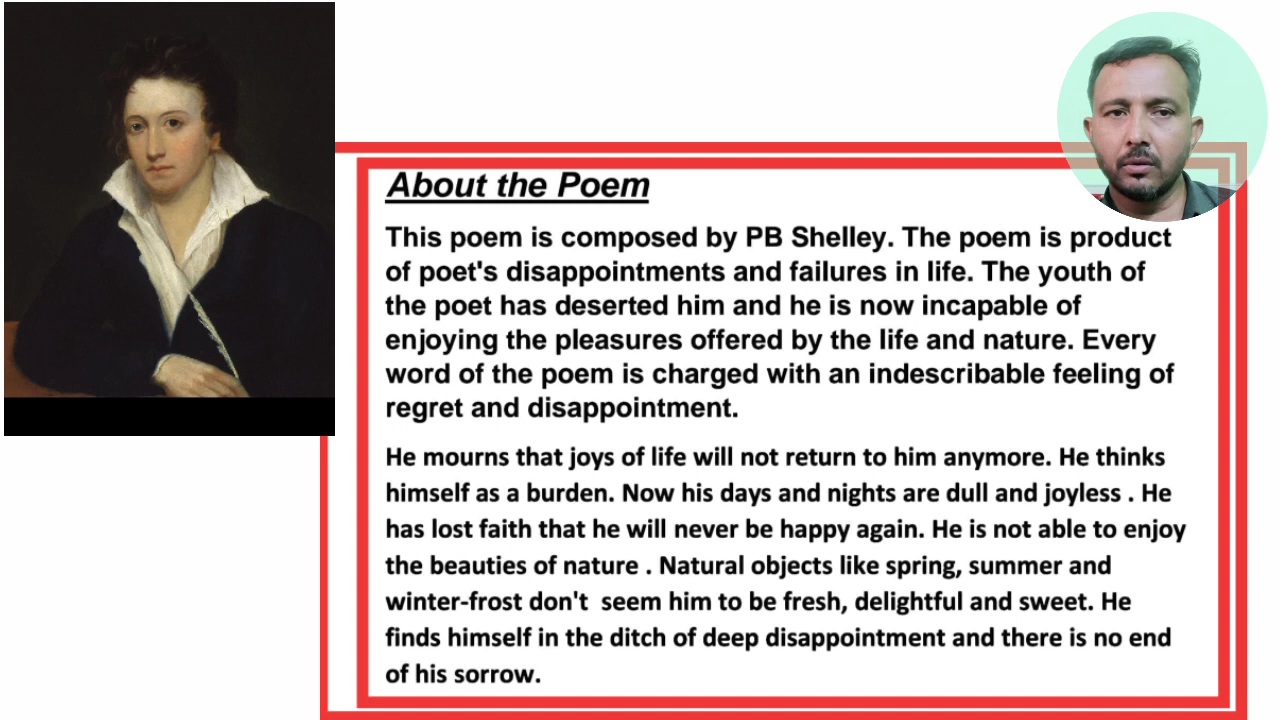 About the Poem
This poem is composed by PB Shelley. The poem is product
of poet's disappointments and failures in life. The youth of
the poet has deserted him and he is now incapable of
enjoying the pleasures offered by the life and nature. Every
word of the poem is charged with an indescribable feeling of
regret and disappointment.
He mourns that joys of life will not return to him anymore. He thinks
himself as a burden. Now his days and nights are dull and joyless . He
has lost faith that he will never be happy again. He is not able to enjoy
the beauties of nature . Natural objects like spring, summer and
winter-frost don't  seem him to be fresh, delightful and sweet. He
finds himself in the ditch of deep disappointment and there is no end
of his sorrow.